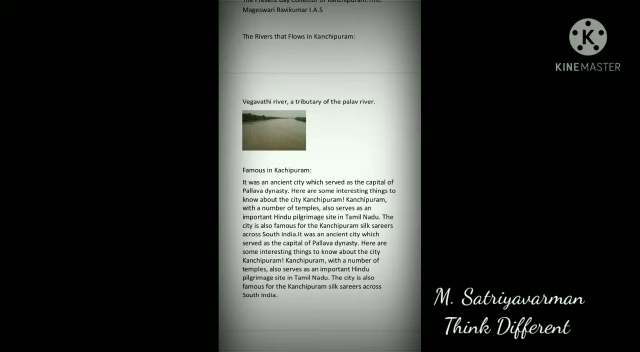 Mageswari Ravikumar I.A.S
The Rivers that Flows in Kanchipuram:
Vegavathi river, a tributary of the palav river.
Famous in Kachipuram:
It was an ancient city which served as the capital of
Pallava dynasty. Here are some interesting things to
know about the city Kanchipuram! Kanchipuram,
with a number of temples, also serves as an
important Hindu pilgrimage site in Tamil Nadu. The
city is also famous for the Kanchipuram silk sareers
across South India.It was an ancient city which
served as the capital of Pallava dynasty. Here are
some interesting things to know about the city
Kanchipuram! Kanchipuram, with a number of
temples, also serves as an important Hindu
pilgrimage site in Tamil Nadu. The city is also
famous for the Kanchipuram silk sareers across
South India.
K
KINEMASTER
M. Satriyavarman
Think Different